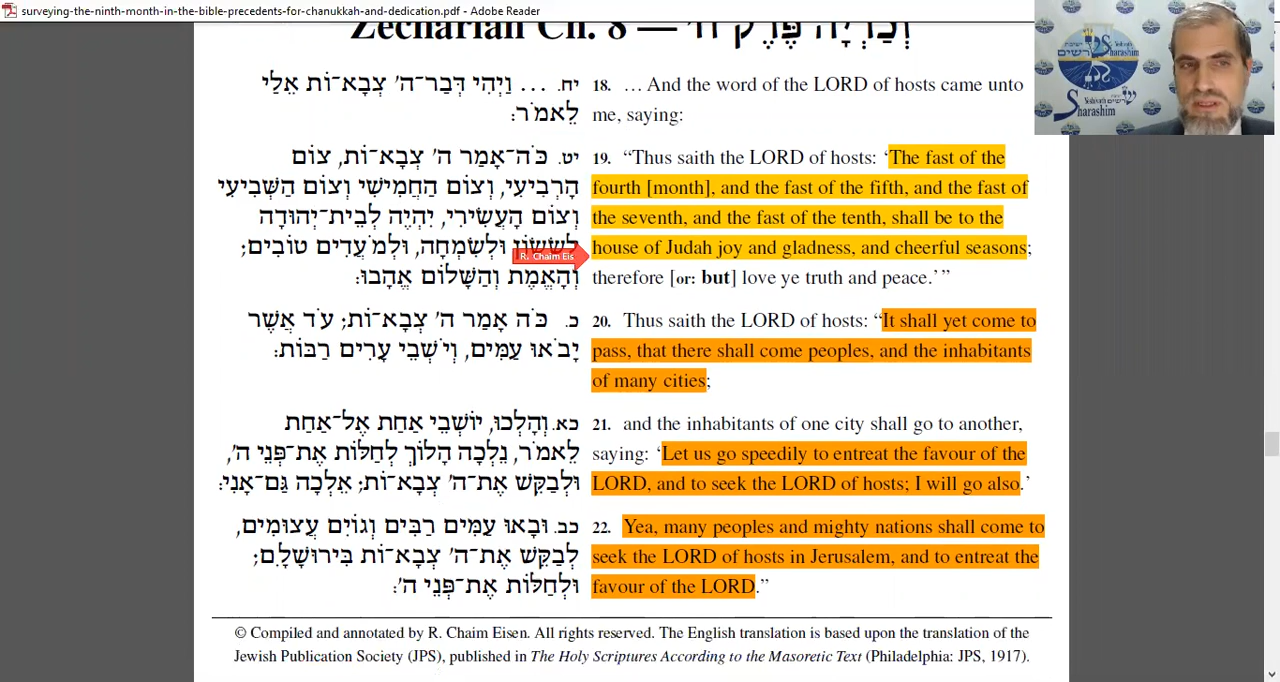 surveying-the-ninth-month-in-the-bible-precedents-for-chanukkah-and-dedication.pdf - Adobe Reader
Zechariah Ch. 8 — זְכַרְיָה פֶּרֶק ח'
יח. ... וַיְהִי דְּבַר־ה' צְבָא־וֹת אֵלַי
לֵאמֹר:
18. … And the word of the LORD of hosts came unto
me, saying:
יט. כֹּה־אָמַר ה' צְבָא־וֹת, צוֹם
הָרְבִיעִי, וְצוֹם הַחֲמִישִׁי וְצוֹם הַשְּׁבִיעִי
וְצוֹם הָעֲשִׂירִי, יִהְיֶה לְבֵית־יְהוּדָה
לְשָׂשׂוֹן וּלְשִׂמְחָה, וּלְמֹעֲדִים טוֹבִים;
וְהָאֱמֶת וְהַשָּׁלוֹם אֱהָבוּ:
19. “Thus saith the LORD of hosts: ‘The fast of the
fourth [month], and the fast of the fifth, and the fast of
the seventh, and the fast of the tenth, shall be to the
house of Judah joy and gladness, and cheerful seasons;
therefore [or: but] love ye truth and peace.’ ”
R. Chaim Eis
כ. כֹּה אָמַר ה' צְבָא־וֹת; עֹד אֲשֶׁר
יָבֹאוּ עַמִּים, וְיֹשְׁבֵי עָרִים רַבּוֹת:
20. Thus saith the LORD of hosts: “It shall yet come to
pass, that there shall come peoples, and the inhabitants
of many cities;
כא. וְהָלְכוּ, יוֹשְׁבֵי אַחַת אֶל־אַחַת
לֵאמֹר, נֵלְכָה הָלוֹךְ לְחַלּוֹת אֶת־פְּנֵי ה',
וּלְבַקֵּשׁ אֶת־ה' צְבָא־וֹת; אֵלְכָה גַּם־אָנִי:
21. and the inhabitants of one city shall go to another,
saying: ‘Let us go speedily to entreat the favour of the
LORD, and to seek the LORD of hosts; I will go also.’
כב. וּבָאוּ עַמִּים רַבִּים וְגוֹיִם עֲצוּמִים,
לְבַקֵּשׁ אֶת־ה' צְבָא־וֹת בִּירוּשָׁלָםִ;
וּלְחַלּוֹת אֶת־פְּנֵי ה':
22. Yea, many peoples and mighty nations shall come to
seek the LORD of hosts in Jerusalem, and to entreat the
favour of the LORD.”
© Compiled and annotated by R. Chaim Eisen. All rights reserved. The English translation is based upon the translation of the
Jewish Publication Society (JPS), published in The Holy Scriptures According to the Masoretic Text (Philadelphia: JPS, 1917).
שרשים
Yeshivath
Sharashim